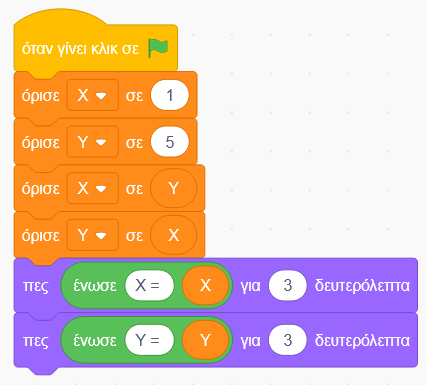 όταν γίνει κλικ σε
όρισε X σε 1
όρισε Y σε 5
όρισε X σε Y
όρισε Y σε X
πες ένωσε X = X για 3 δευτερόλεπτα
πες ένωσε Y = Y για 3 δευτερόλεπτα